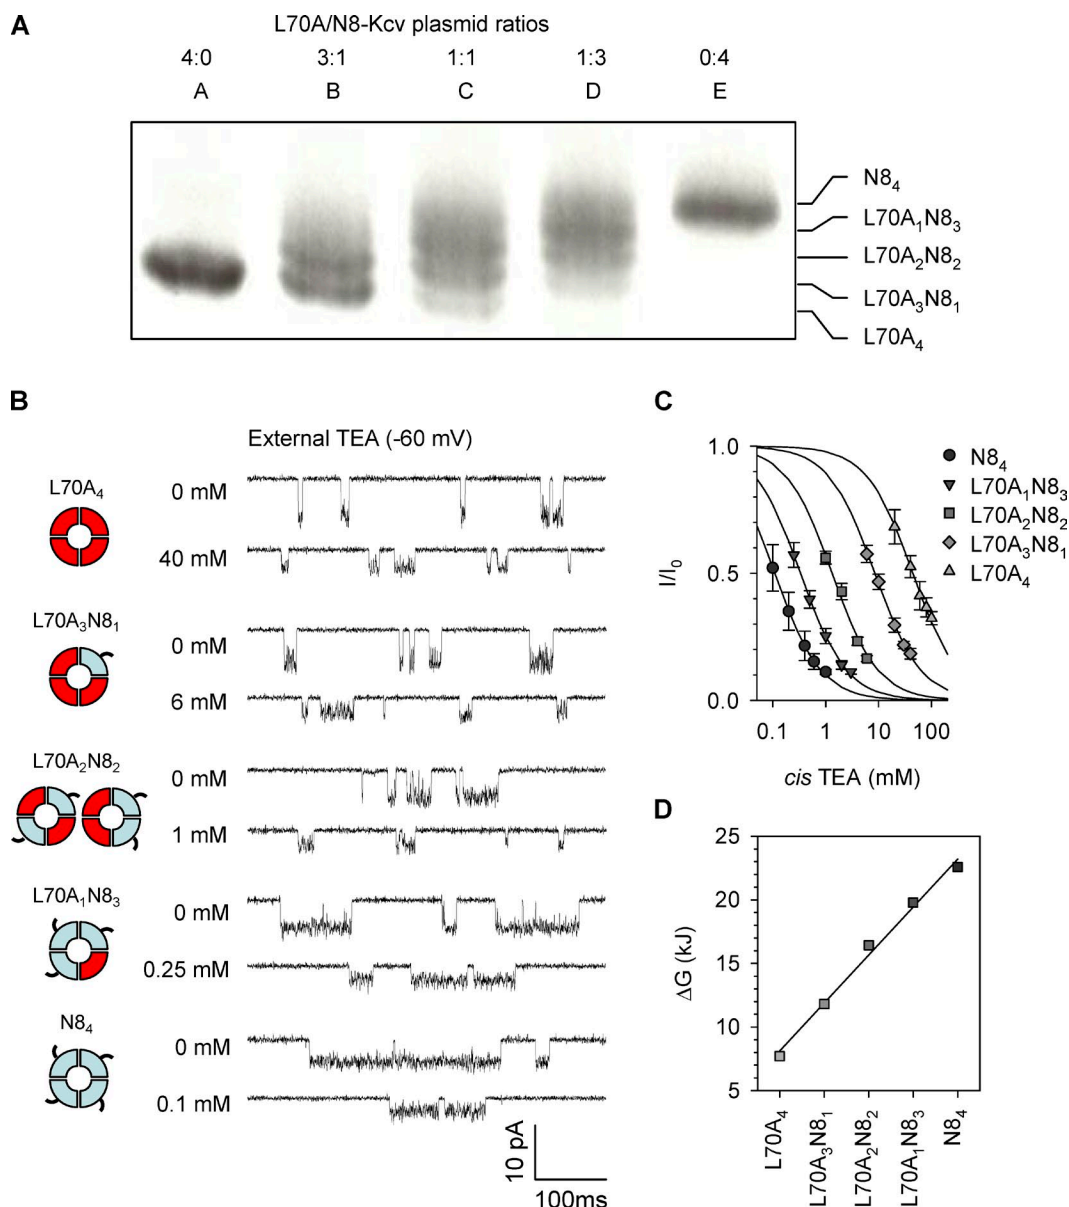 A
L70A/N8-Kcv plasmid ratios
4:0 3:1 1:1 1:3 0:4
A B C D E
N8₄
L70A₁N8₃
L70A₂N8₂
L70A₃N8₁
L70A₄
B
External TEA (-60 mV)
L70A₄
0 mM
40 mM
L70A₃N8₁
0 mM
6 mM
L70A₂N8₂
0 mM
1 mM
L70A₁N8₃
0 mM
0.25 mM
N8₄
0 mM
0.1 mM
10 pA
100ms
C
1.0
0.5
0.0
I/I₀
0.1 1 10 100
cis TEA (mM)
N8₄
L70A₁N8₃
L70A₂N8₂
L70A₃N8₁
L70A₄
D
25
20
15
10
5
ΔG (kJ)
L70A₄
L70A₃N8₁
L70A₂N8₂
L70A₁N8₃
N8₄